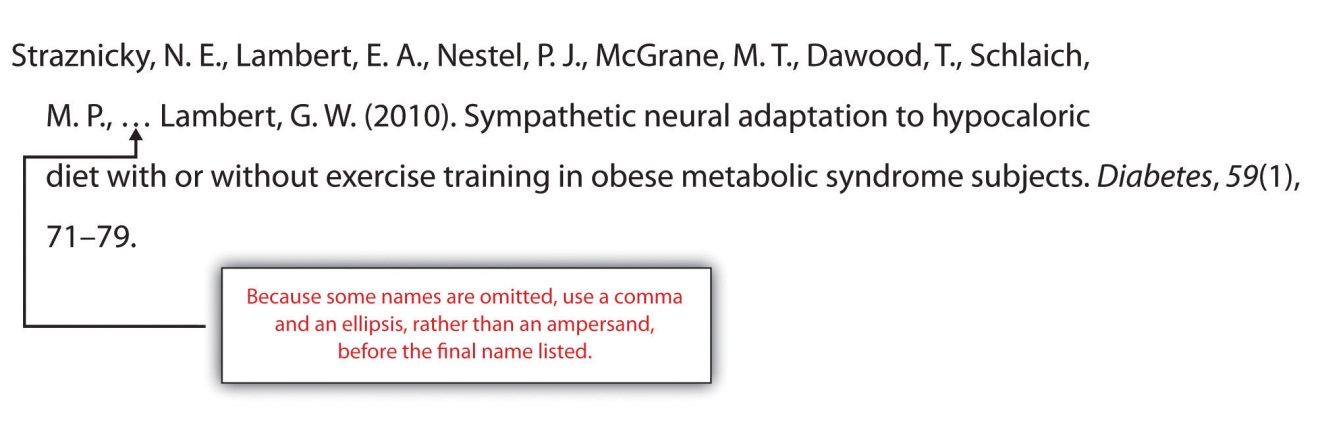 Straznicky, N. E., Lambert, E. A., Nestel, P. J., McGrane, M. T., Dawood, T., Schlaich,
M. P., … Lambert, G. W. (2010). Sympathetic neural adaptation to hypocaloric
diet with or without exercise training in obese metabolic syndrome subjects. Diabetes, 59(1),
71–79.
Because some names are omitted, use a comma
and an ellipsis, rather than an ampersand,
before the final name listed.